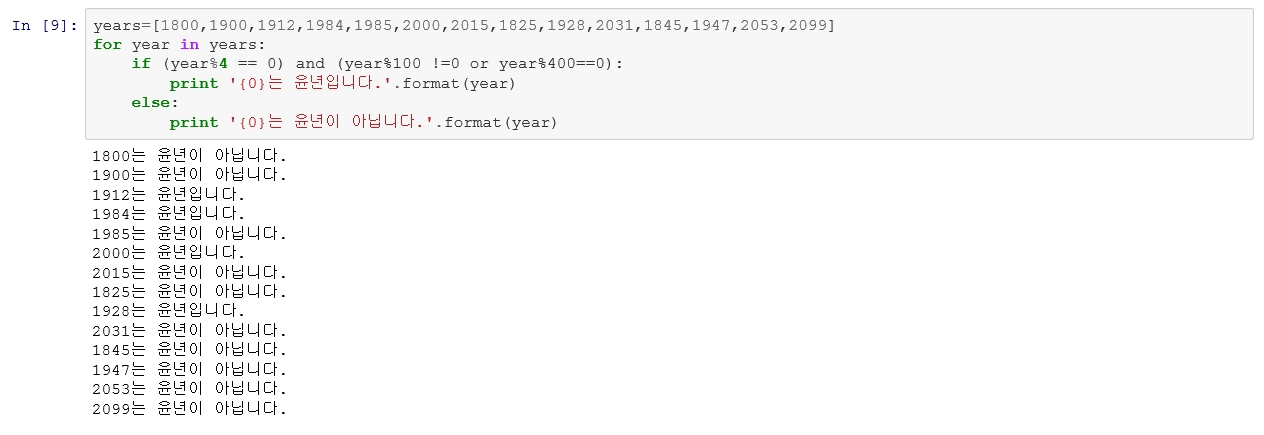 In [9]: years=[1800,1900,1912,1984,1985,2000,2015,1825,1928,2031,1845,1947,2053,2099]
for year in years:
    if (year%4 == 0) and (year%100 !=0 or year%400==0):
        print '{0}는 윤년입니다.'.format(year)
    else:
        print '{0}는 윤년이 아닙니다.'.format(year)
1800는 윤년이 아닙니다.
1900는 윤년이 아닙니다.
1912는 윤년입니다.
1984는 윤년입니다.
1985는 윤년이 아닙니다.
2000는 윤년입니다.
2015는 윤년이 아닙니다.
1825는 윤년이 아닙니다.
1928는 윤년입니다.
2031는 윤년이 아닙니다.
1845는 윤년이 아닙니다.
1947는 윤년이 아닙니다.
2053는 윤년이 아닙니다.
2099는 윤년이 아닙니다.